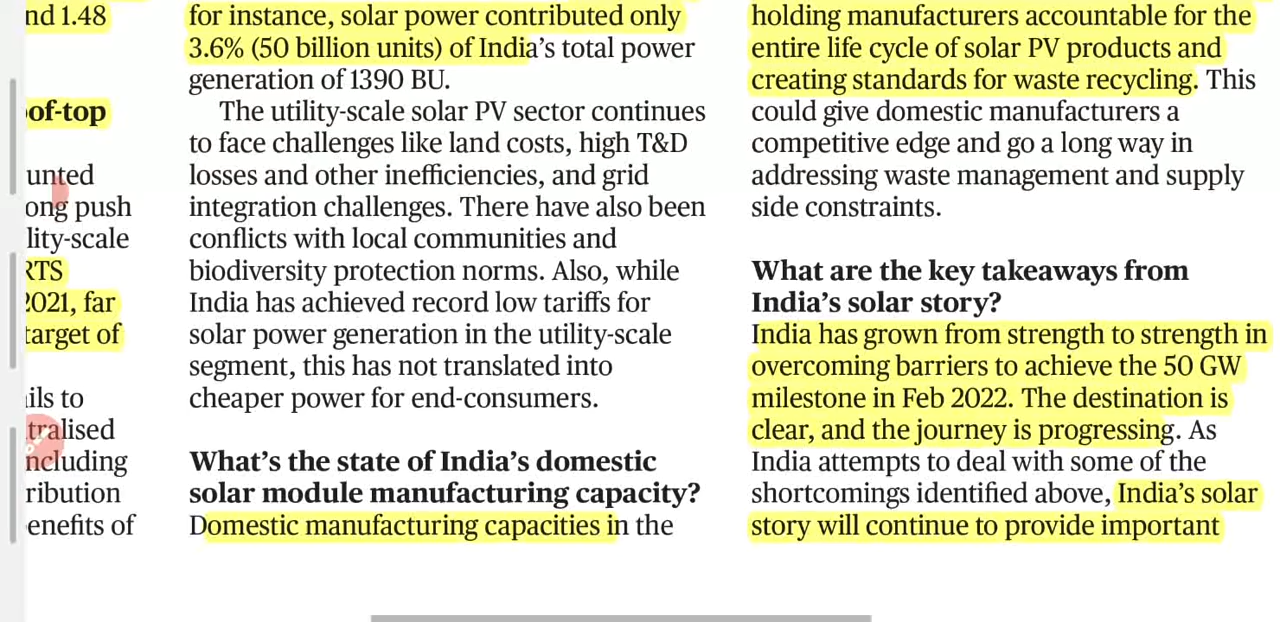 nd 1.48
of-top
unted
ong push
lity-scale
RTS
2021, far
target of
ils to
tralised
ncluding
ribution
enefits of
for instance, solar power contributed only
3.6% (50 billion units) of India’s total power
generation of 1390 BU.
The utility-scale solar PV sector continues
to face challenges like land costs, high T&D
losses and other inefficiencies, and grid
integration challenges. There have also been
conflicts with local communities and
biodiversity protection norms. Also, while
India has achieved record low tariffs for
solar power generation in the utility-scale
segment, this has not translated into
cheaper power for end-consumers.
What’s the state of India’s domestic
solar module manufacturing capacity?
Domestic manufacturing capacities in the
holding manufacturers accountable for the
entire life cycle of solar PV products and
creating standards for waste recycling. This
could give domestic manufacturers a
competitive edge and go a long way in
addressing waste management and supply
side constraints.
What are the key takeaways from
India’s solar story?
India has grown from strength to strength in
overcoming barriers to achieve the 50 GW
milestone in Feb 2022. The destination is
clear, and the journey is progressing. As
India attempts to deal with some of the
shortcomings identified above, India’s solar
story will continue to provide important